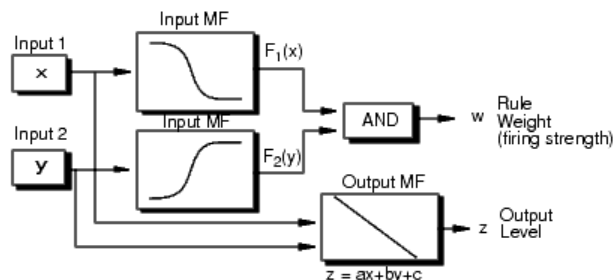 Input MF
Input 1
x
F1(x)
Input MF
AND
w
Rule
Weight
(firing strength)
Input 2
y
F2(y)
Output MF
z
Output
Level
z = ax+by+c